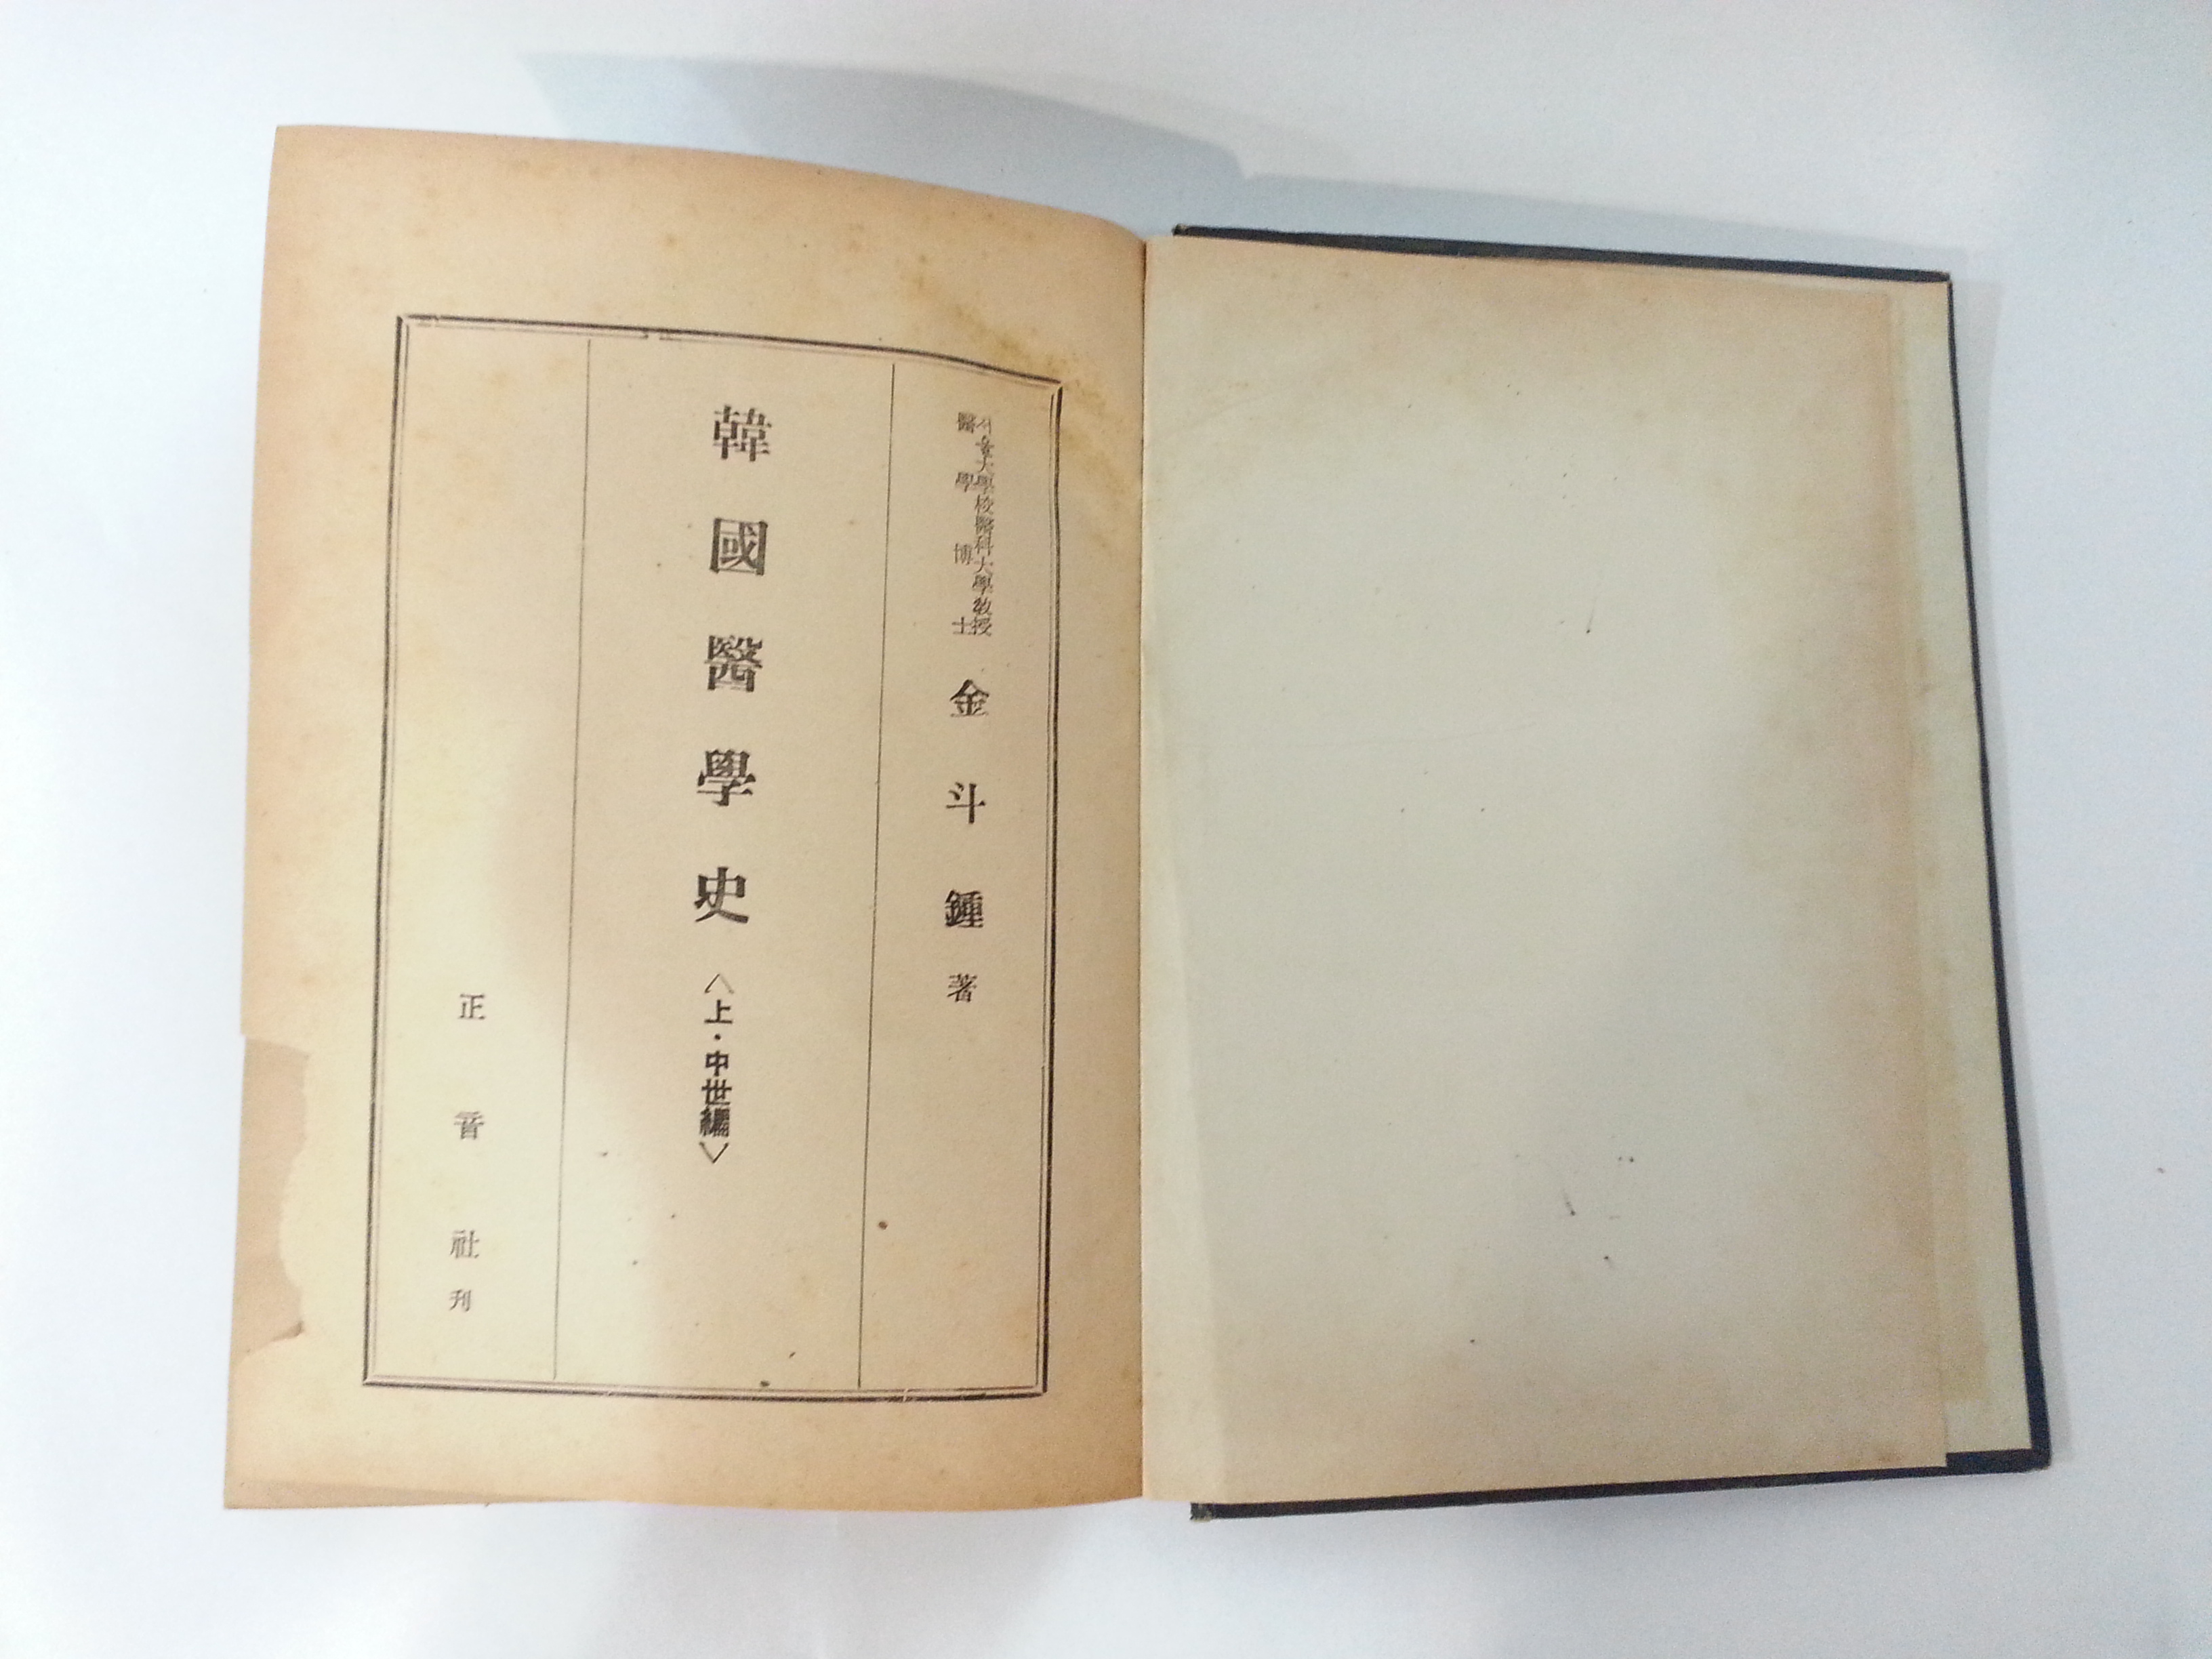 서울大學校醫科大學敎授
醫學博士
金斗鍾著
韓國醫學史〈上·中世編〉
正音社刊